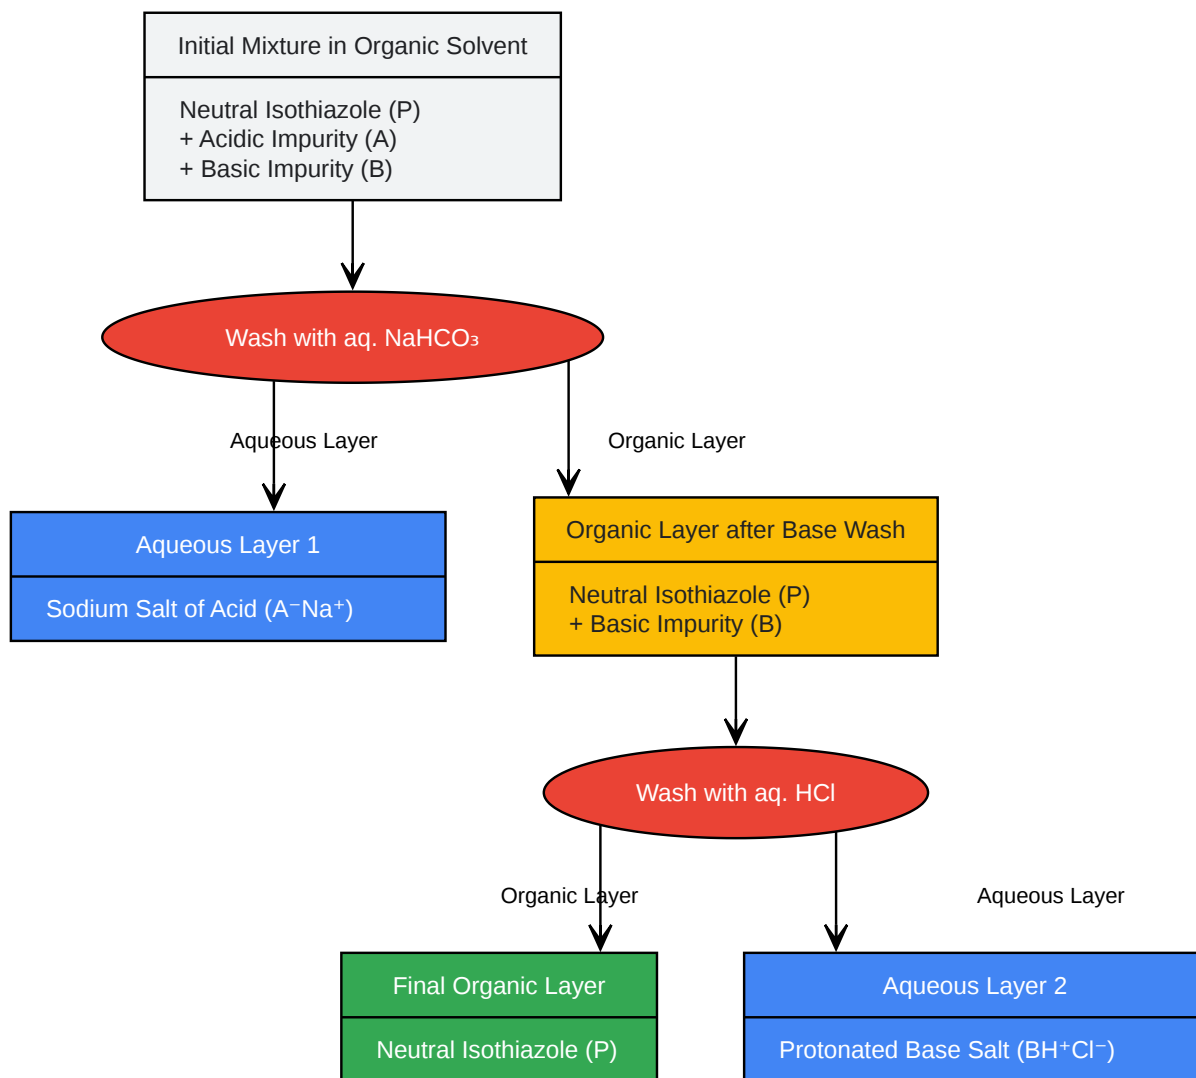 Initial Mixture in Organic Solvent
Neutral Isothiazole (P)
+ Acidic Impurity (A)
+ Basic Impurity (B)
Wash with aq. NaHCO₃
Aqueous Layer
Organic Layer
Aqueous Layer 1
Sodium Salt of Acid (A⁻Na⁺)
Organic Layer after Base Wash
Neutral Isothiazole (P)
+ Basic Impurity (B)
Wash with aq. HCl
Organic Layer
Aqueous Layer
Final Organic Layer
Neutral Isothiazole (P)
Aqueous Layer 2
Protonated Base Salt (BH⁺Cl⁻)